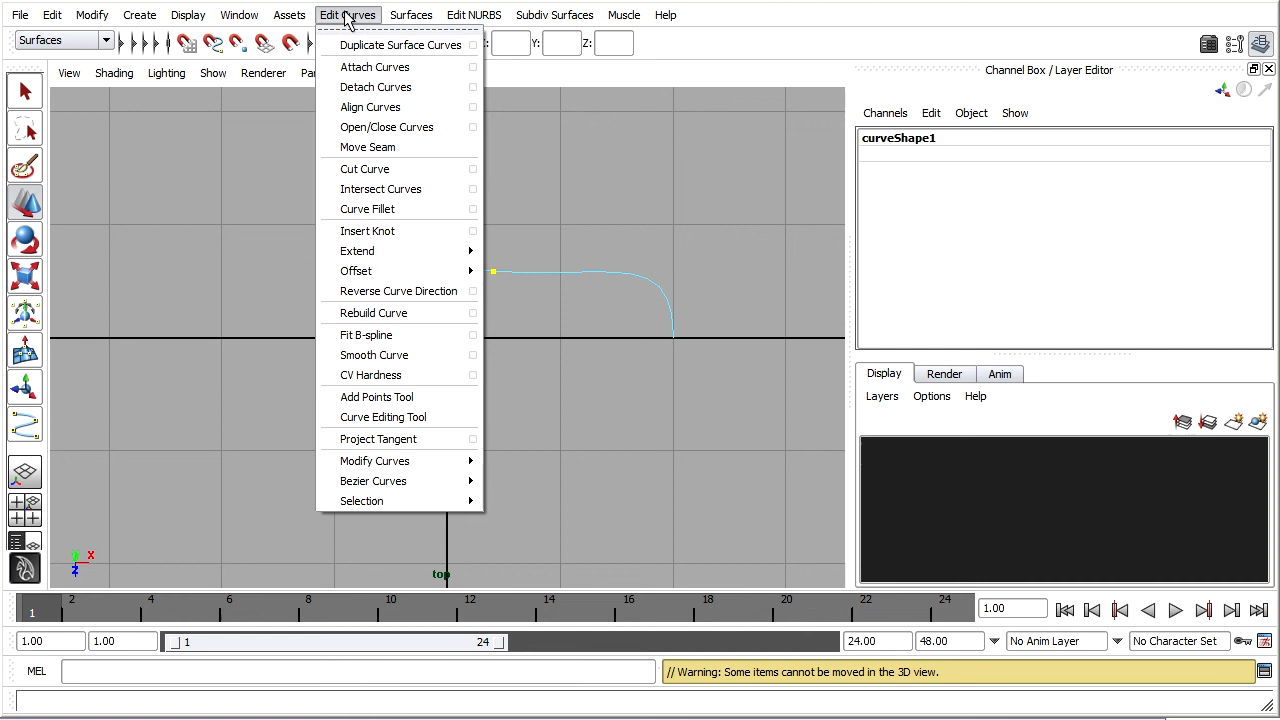 File Edit Modify Create Display Window Assets Edit Curves Surfaces Edit NURBS Subdiv Surfaces Muscle Help
Surfaces Y: Z:
View Shading Lighting Show Renderer
Channel Box / Layer Editor
Channels Edit Object Show
curveShape1
Duplicate Surface Curves
Attach Curves
Detach Curves
Align Curves
Open/Close Curves
Move Seam
Cut Curve
Intersect Curves
Curve Fillet
Insert Knot
Extend
Offset
Reverse Curve Direction
Rebuild Curve
Fit B-spline
Smooth Curve
CV Hardness
Add Points Tool
Curve Editing Tool
Project Tangent
Modify Curves
Bezier Curves
Selection
Display Render Anim
Layers Options Help
Y X
Z
top
1 2 4 6 8 10 12 14 16 18 20 22 24 1.00
1.00 1.00 1 24 24.00 48.00 No Anim Layer No Character Set
MEL // Warning: Some items cannot be moved in the 3D view.